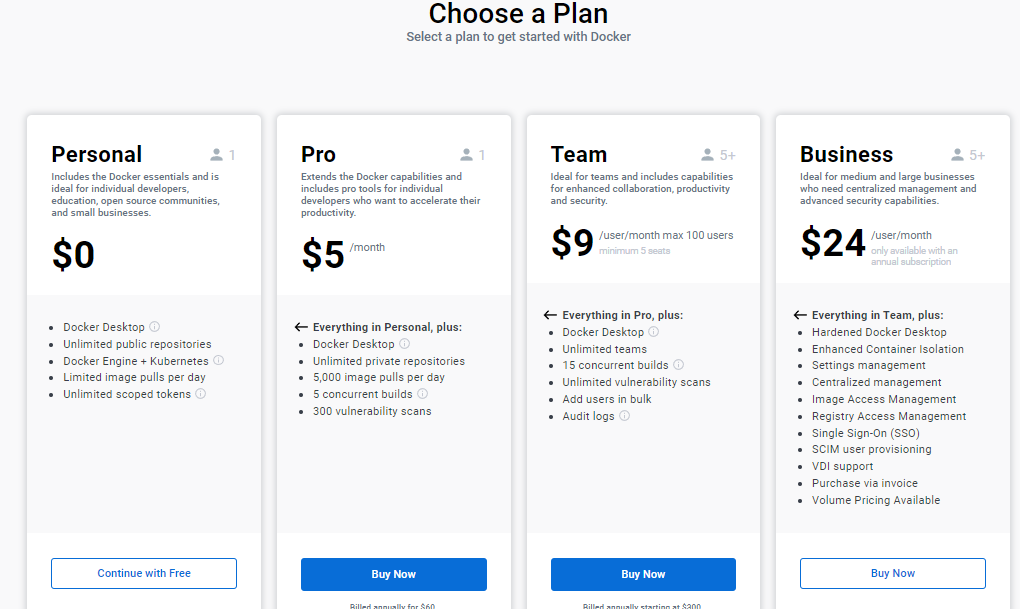 Choose a Plan
Select a plan to get started with Docker
Personal
1
Includes the Docker essentials and is
ideal for individual developers,
education, open source communities,
and small businesses.
$0
Docker Desktop
Unlimited public repositories
Docker Engine + Kubernetes
Limited image pulls per day
Unlimited scoped tokens
Continue with Free
Pro
1
Extends the Docker capabilities and
includes pro tools for individual
developers who want to accelerate their
productivity.
$5 /month
Everything in Personal, plus:
Docker Desktop
Unlimited private repositories
5,000 image pulls per day
5 concurrent builds
300 vulnerability scans
Buy Now
Billed annually for $60
Team
5+
Ideal for teams and includes capabilities
for enhanced collaboration, productivity
and security.
$9 /user/month max 100 users
minimum 5 seats
Everything in Pro, plus:
Docker Desktop
Unlimited teams
15 concurrent builds
Unlimited vulnerability scans
Add users in bulk
Audit logs
Buy Now
Billed annually starting at $300
Business
5+
Ideal for medium and large businesses
who need centralized management and
advanced security capabilities.
$24 /user/month
only available with an
annual subscription
Everything in Team, plus:
Hardened Docker Desktop
Enhanced Container Isolation
Settings management
Centralized management
Image Access Management
Registry Access Management
Single Sign-On (SSO)
SCIM user provisioning
VDI support
Purchase via invoice
Volume Pricing Available
Buy Now